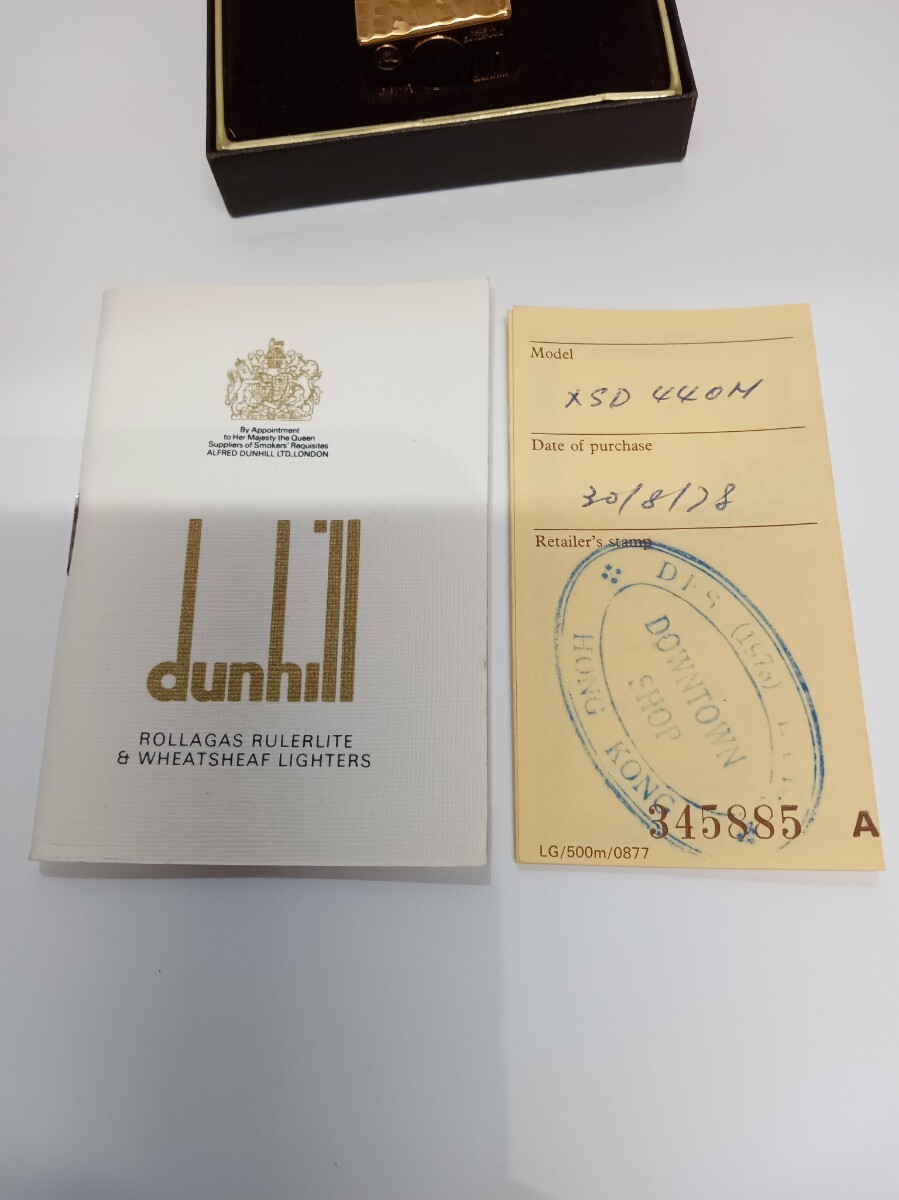 By Appointment
to Her Majesty the Queen
Suppliers of Smokers' Requisites
ALFRED DUNHILL LTD., LONDON
dunhill
ROLLAGAS RULERLITE
& WHEATSHEAF LIGHTERS
Model
XSD 440M
Date of purchase
30/8/78
Retailer's stamp
DFS
DOWNTOWN
SHOP
HONG KONG
345885 A
LG/500m/0877